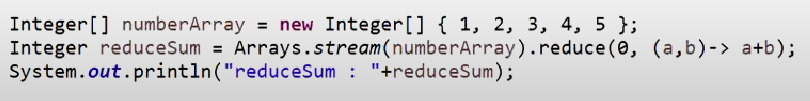 Integer[] numberArray = new Integer[] { 1, 2, 3, 4, 5 };
Integer reduceSum = Arrays.stream(numberArray).reduce(0, (a,b)-> a+b);
System.out.println("reduceSum : "+reduceSum);